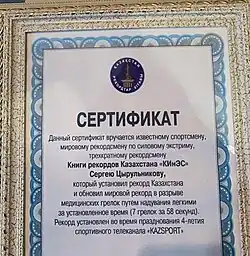 КАЗАХСТАН
СЕРТИФИКАТ
Данный сертификат вручается известному спортсмену,
мировому рекордсмену по силовому экстриму,
трехкратному рекордсмену
Книги рекордов Казахстана «КИнЭС»
Сергею Цырульникову,
который установил рекорд Казахстана
и обновил мировой рекорд в разрыве
медицинских грелок путем надувания легкими
за установленное время (7 грелок за 58 секунд).
Рекорд установлен во время празднования 4-летия
спортивного телеканала «KAZSPORT»